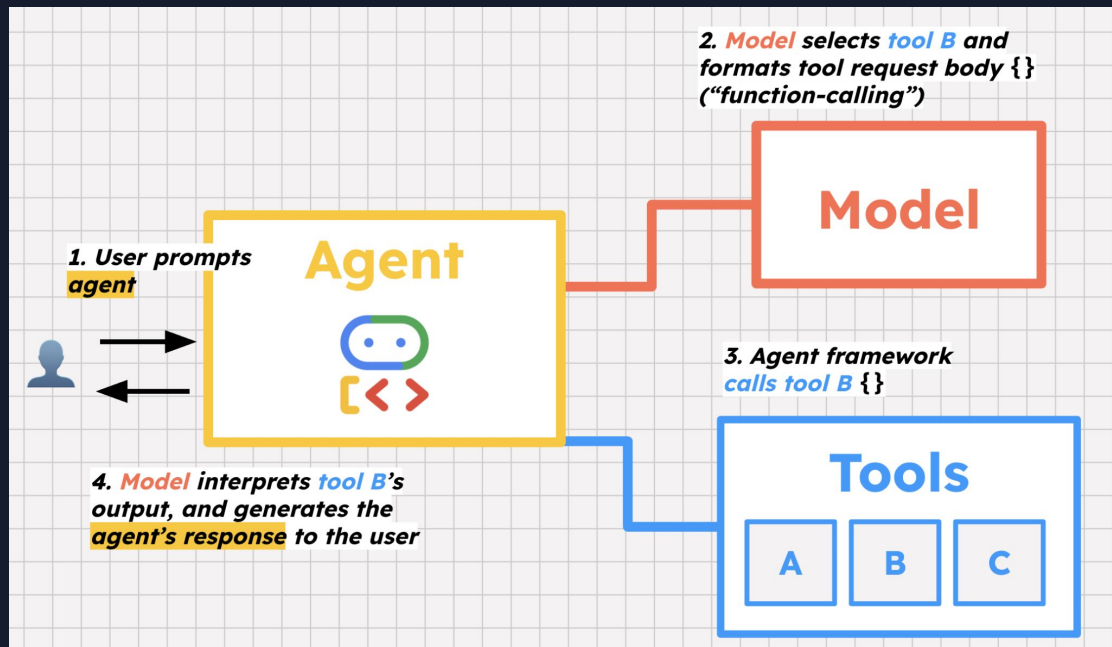 1. User prompts
agent
Agent
2. Model selects tool B and
formats tool request body {}
(“function-calling”)
Model
3. Agent framework
calls tool B {}
Tools
A
B
C
4. Model interprets tool B’s
output, and generates the
agent’s response to the user